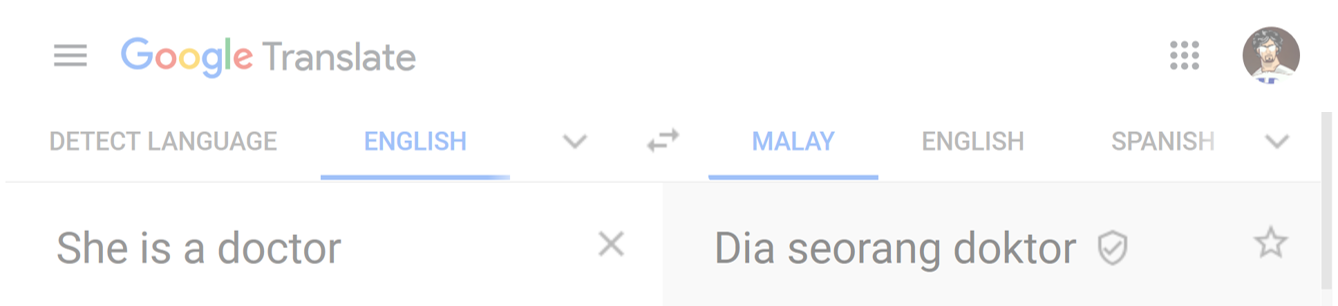 Google Translate
DETECT LANGUAGE ENGLISH MALAY ENGLISH SPANISH
She is a doctor Dia seorang doktor